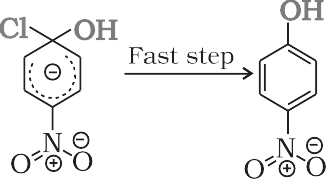 Cl OH
⊖
Fast step
OH
N ⊖
O ⊕ O
N ⊖
O ⊕ O